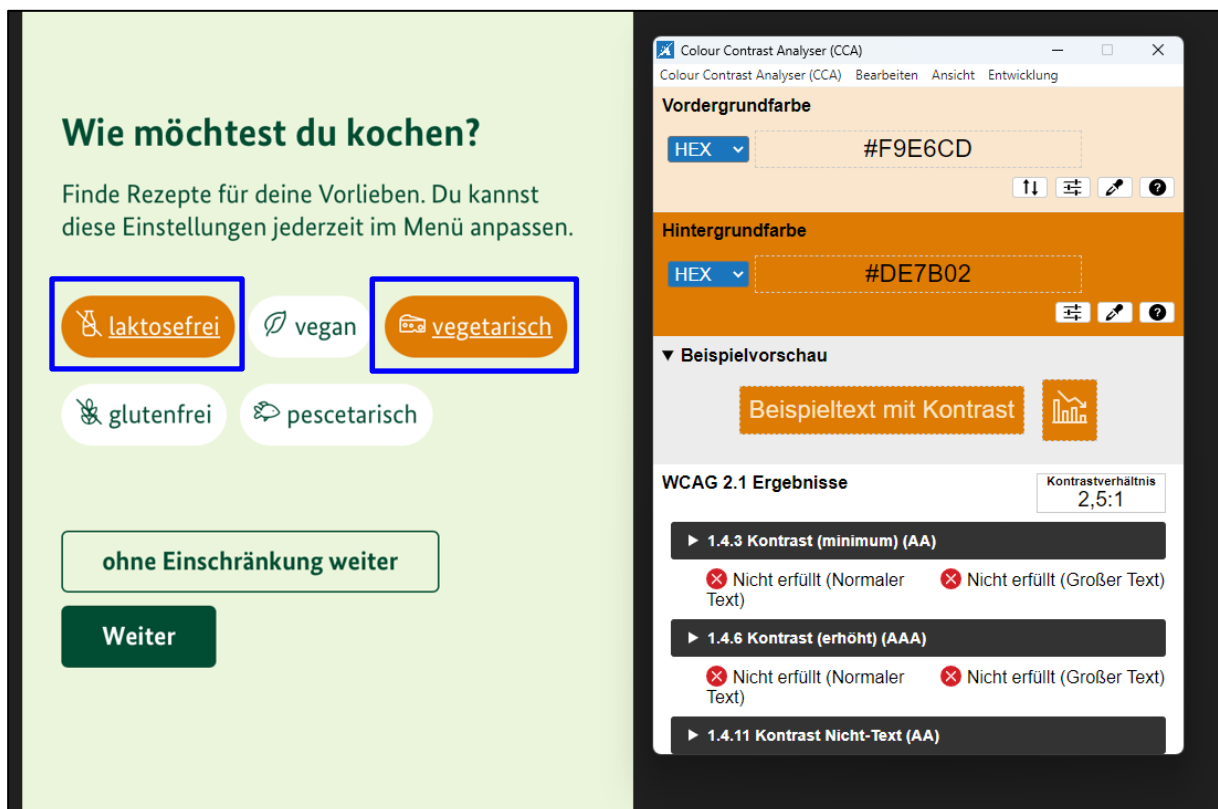 Wie möchtest du kochen?
Finde Rezepte für deine Vorlieben. Du kannst
diese Einstellungen jederzeit im Menü anpassen.
laktosefrei
vegan
vegetarisch
glutenfrei
pescetarisch
ohne Einschränkung weiter
Weiter
Colour Contrast Analyser (CCA)
Colour Contrast Analyser (CCA) Bearbeiten Ansicht Entwicklung
Vordergrundfarbe
HEX
#F9E6CD
Hintergrundfarbe
HEX
#DE7B02
Beispielvorschau
Beispieltext mit Kontrast
WCAG 2.1 Ergebnisse
Kontrastverhältnis
2,5:1
1.4.3 Kontrast (minimum) (AA)
Nicht erfüllt (Normaler
Text)
Nicht erfüllt (Großer Text)
1.4.6 Kontrast (erhöht) (AAA)
Nicht erfüllt (Normaler
Text)
Nicht erfüllt (Großer Text)
1.4.11 Kontrast Nicht-Text (AA)